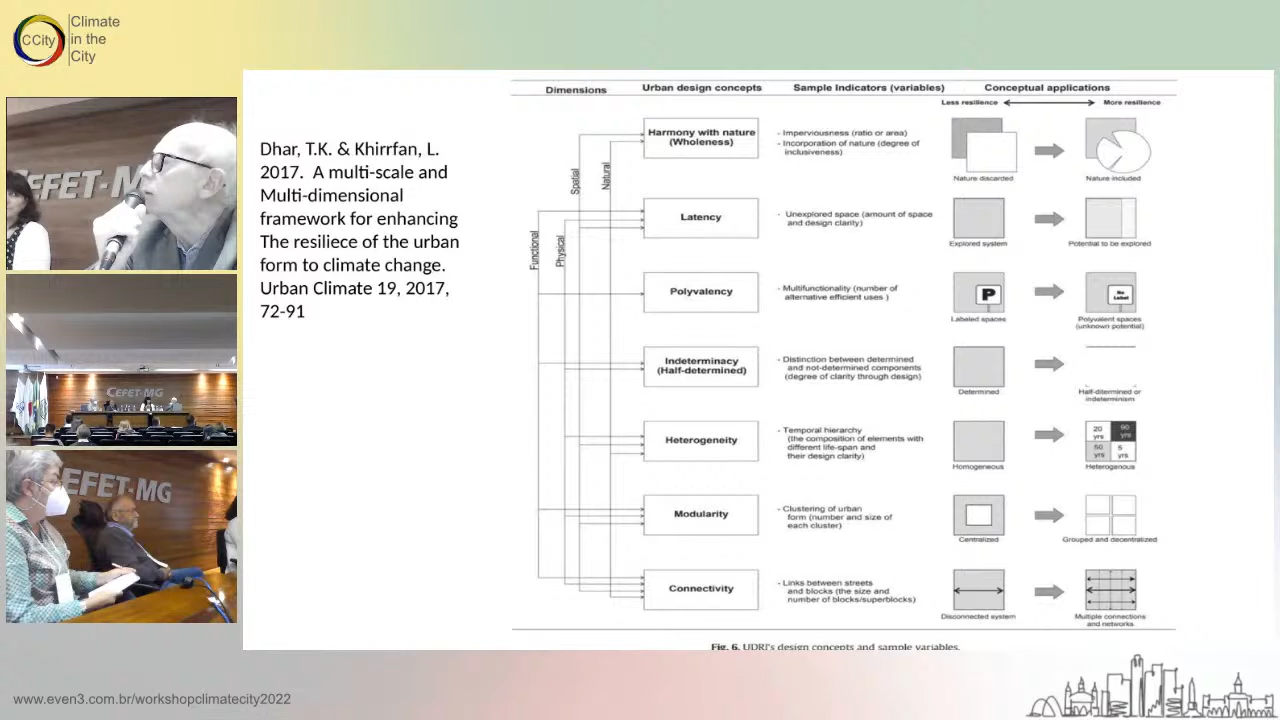 CCity
Climate
in the
City
CEFET-MG
CEFET-MG
CEFET-MG
Dhar, T.K. & Khirrfan, L.
2017. A multi-scale and
Multi-dimensional
framework for enhancing
The resiliece of the urban
form to climate change.
Urban Climate 19, 2017,
72-91
Dimensions
Urban design concepts
Sample Indicators (variables)
Conceptual applications
Less resilience
More resilience
Spatial
Natural
Functional
Physical
Harmony with nature
(Wholeness)
- Imperviousness (ratio or area)
- Incorporation of nature (degree of
inclusiveness)
Nature discarded
Nature included
Latency
- Unexplored space (amount of space
and design clarity)
Explored system
Potential to be explored
Polyvalency
- Multifunctionality (number of
alternative efficient uses )
P
No
Label
Labeled spaces
Polyvalent spaces
(unknown potential)
Indeterminacy
(Half-determined)
- Distinction between determined
and not-determined components
(degree of clarity through design)
Determined
Half-ditermined or
indeterminism
Heterogeneity
- Temporal hierarchy
(the composition of elements with
different life-span and
their design clarity)
20
yrs
90
yrs
50
yrs
5
yrs
Homogeneous
Heterogenous
Modularity
- Clustering of urban
form (number and size of
each cluster)
Centralized
Grouped and decentralized
Connectivity
- Links between streets
and blocks (the size and
number of blocks/superblocks)
Disconnected system
Multiple connections
and networks
Fig. 6. UDRI's design concepts and sample variables.
www.even3.br/workshopclimatecity2022